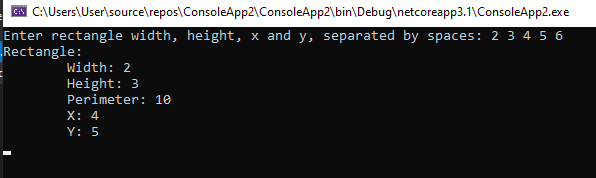 C:\Users\User\source\repos\ConsoleApp2\ConsoleApp2\bin\Debug\netcoreapp3.1\ConsoleApp2.exe
Enter rectangle width, height, x and y, separated by spaces: 2 3 4 5 6
Rectangle:
        Width: 2
        Height: 3
        Perimeter: 10
        X: 4
        Y: 5